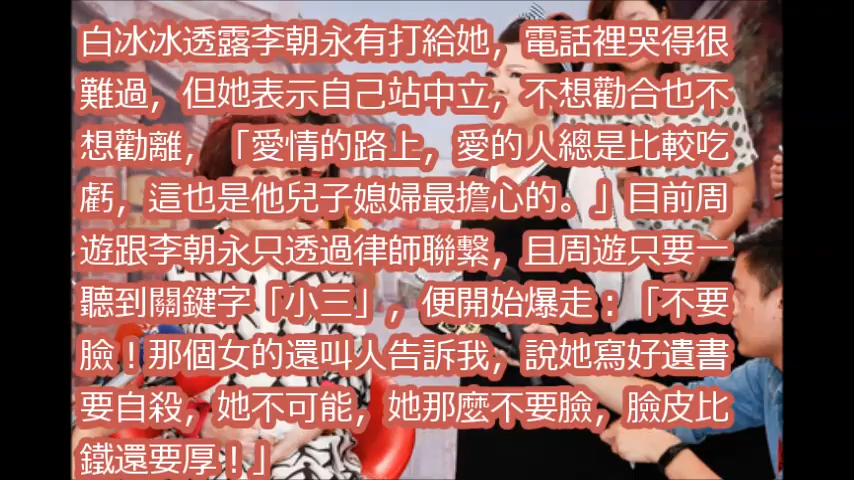 白冰冰透露李朝永有打給她，電話裡哭得很
難過，但她表示自己站中立，不想勸合也不
想勸離，「愛情的路上，愛的人總是比較吃
虧，這也是他兒子媳婦最擔心的。」目前周
遊跟李朝永只透過律師聯繫，且周遊只要一
聽到關鍵字「小三」，便開始爆走：「不要
臉！那個女的還叫人告訴我，說她寫好遺書
要自殺，她不可能，她那麼不要臉，臉皮比
鐵還要厚！」